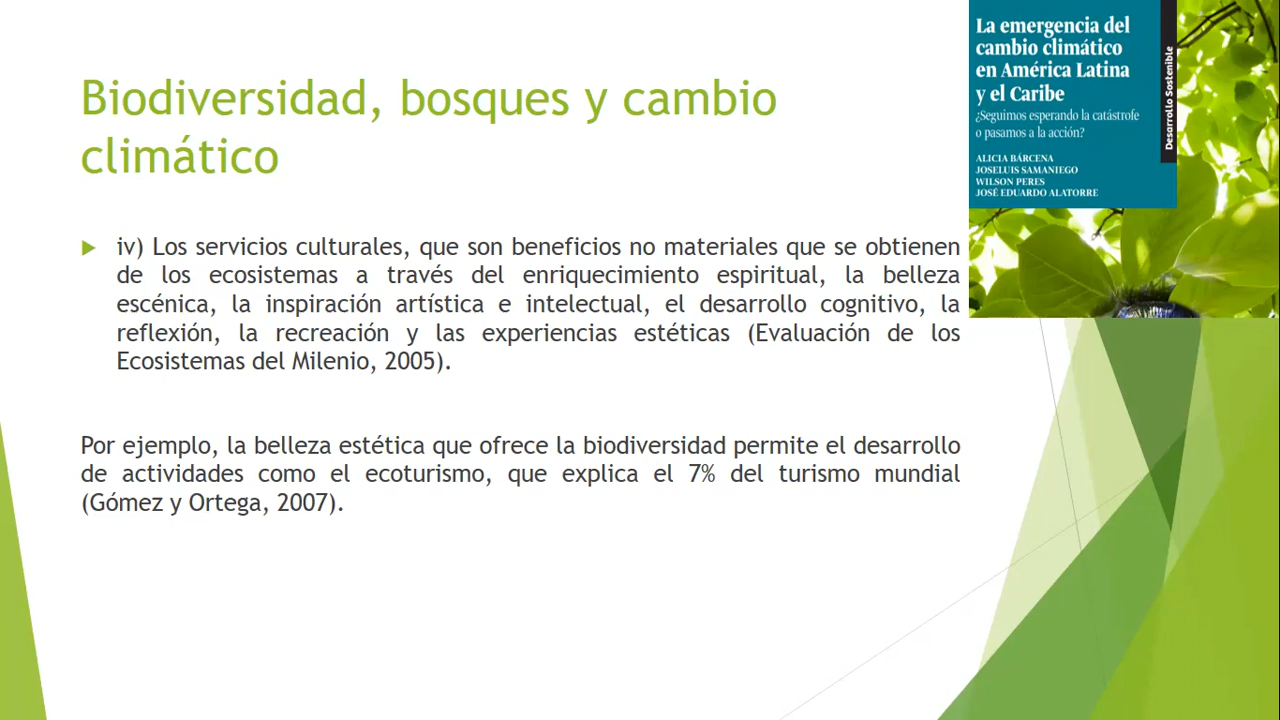 Biodiversidad, bosques y cambio
climático
iv) Los servicios culturales, que son beneficios no materiales que se obtienen
de los ecosistemas a través del enriquecimiento espiritual, la belleza
escénica, la inspiración artística e intelectual, el desarrollo cognitivo, la
reflexión, la recreación y las experiencias estéticas (Evaluación de los
Ecosistemas del Milenio, 2005).
Por ejemplo, la belleza estética que ofrece la biodiversidad permite el desarrollo
de actividades como el ecoturismo, que explica el 7% del turismo mundial
(Gómez y Ortega, 2007).
La emergencia del
cambio climático
en América Latina
y el Caribe
¿Seguimos esperando la catástrofe
o pasamos a la acción?
ALICIA BÁRCENA
JOSELUIS SAMANIEGO
WILSON PERES
JOSÉ EDUARDO ALATORRE
Desarrollo Sostenible